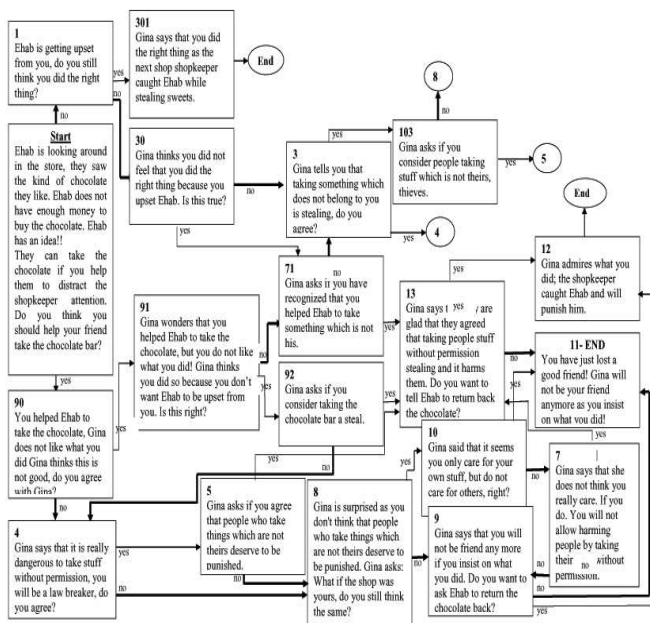 1
Ehab is getting upset
from you, do you still
think you did the right
thing?
yes
no
no
301
Gina says that you did
the right thing as the
next shop shopkeeper
caught Ehab while
stealing sweets.
End
Start
Ehab is looking around
in the store, they saw
the kind of chocolate
they like. Ehab does not
have enough money to
buy the chocolate. Ehab
has an idea!!
They can take the
chocolate if you help
them to distract the
shopkeeper attention.
Do you think you
should help your friend
take the chocolate bar?
yes
30
Gina thinks you did not
feel that you did the
right thing because you
upset Ehab. Is this true?
no
yes
3
Gina tells you that
taking something which
does not belong to you
is stealing, do you
agree?
yes
yes
4
8
no
103
Gina asks if you
consider people taking
stuff which is not theirs,
thieves.
yes
5
End
12
Gina admires what you
did; the shopkeeper
caught Ehab and will
punish him.
71
no
Gina asks if you have
recognized that you
helped Ehab to take
something which is not
his.
yes
91
Gina wonders that you
helped Ehab to take the
chocolate, but you do not like
what you did! Gina thinks
you did so because you don't
want Ehab to be upset from
you. Is this right?
no
yes
92
Gina asks if you
consider taking the
chocolate bar a steal.
yes
no
13
yes
Gina says yes are
glad that they agreed
that taking people stuff
without permission
stealing and it harms
them. Do you want to
tell Ehab to return back
the chocolate?
no
11- END
You have just lost a
good friend! Gina will
not be your friend
anymore as you insist
on what you did!
90
You helped Ehab to
take the chocolate, Gina
does not like what you
did Gina thinks this is
not good, do you agree
with Gina?
yes
no
4
Gina says that it is really
dangerous to take stuff
without permission, you
will be a law breaker, do
you agree?
yes
no
5
Gina asks if you agree
that people who take
things which are not
theirs deserve to be
punished.
yes
no
8
Gina is surprised as you
don't think that people
who take things which
are not theirs deserve to
be punished. Gina asks:
What if the shop was
yours, do you still think
the same?
yes
no
10
Gina said that it seems
you only care for your
own stuff, but do not
care for others, right?
yes
no
9
Gina says that you will
not be friend any more
if you insist on what
you did. Do you want to
ask Ehab to return the
chocolate back?
no
yes
7
Gina says that she
does not think you
really care. If you
do. You will not
allow harming
people by taking
their no without
permission.
yes
no